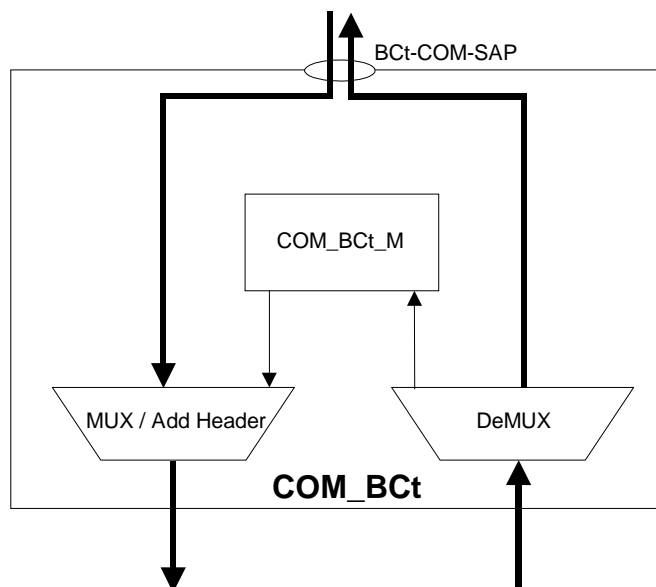 BCt-COM-SAP
COM_BCt_M
MUX / Add Header
DeMUX
COM_BCt